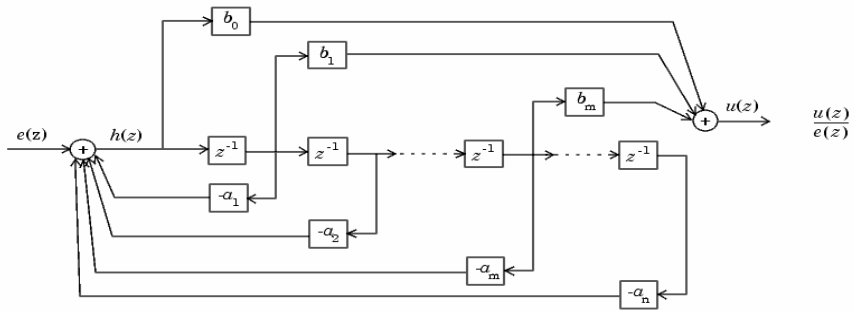 b₀
b₁
bₘ
u(z)
u(z)
e(z)
e(z)
h(z)
z⁻¹
z⁻¹
z⁻¹
z⁻¹
-a₁
-a₂
-aₘ
-aₙ
+
+